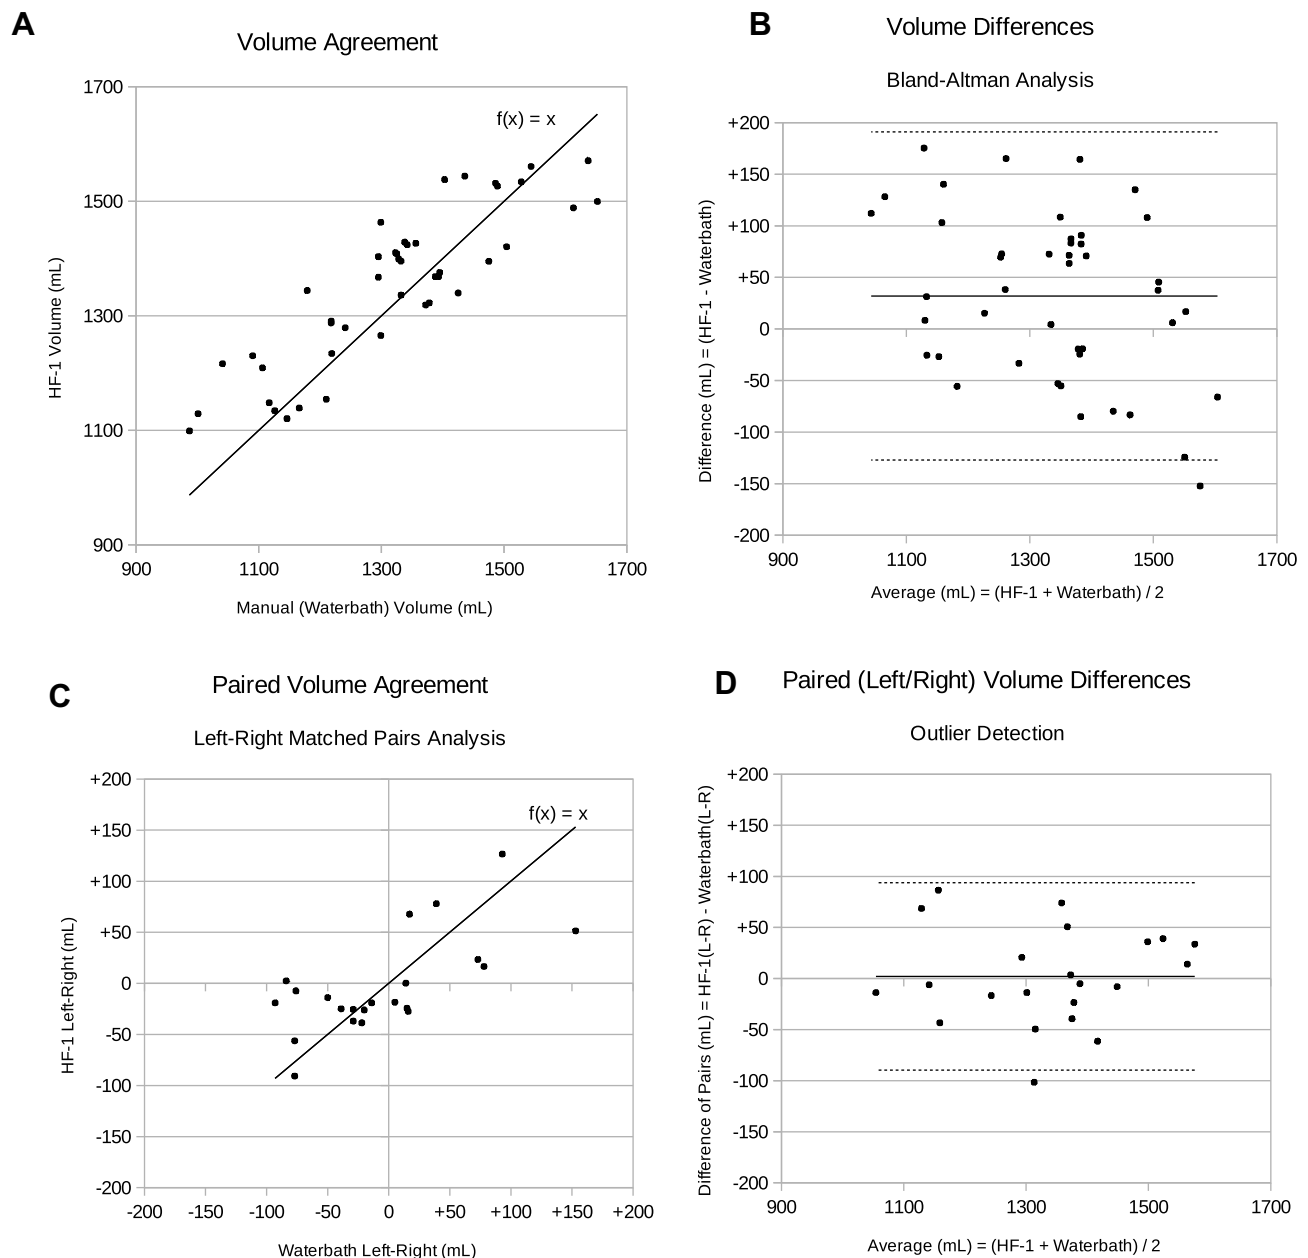 A
Volume Agreement
1700
1500
1300
1100
900
900 1100 1300 1500 1700
f(x) = x
HF-1 Volume (mL)
Manual (Waterbath) Volume (mL)
B
Volume Differences
Bland-Altman Analysis
+200
+150
+100
+50
0
-50
-100
-150
-200
900 1100 1300 1500 1700
Difference (mL) = (HF-1 - Waterbath)
Average (mL) = (HF-1 + Waterbath) / 2
C
Paired Volume Agreement
Left-Right Matched Pairs Analysis
+200
+150
+100
+50
0
-50
-100
-150
-200
-200 -150 -100 -50 0 +50 +100 +150 +200
f(x) = x
HF-1 Left-Right (mL)
Waterbath Left-Right (mL)
D
Paired (Left/Right) Volume Differences
Outlier Detection
+200
+150
+100
+50
0
-50
-100
-150
-200
900 1100 1300 1500 1700
Difference of Pairs (mL) = HF-1(L-R) - Waterbath(L-R)
Average (mL) = (HF-1 + Waterbath) / 2